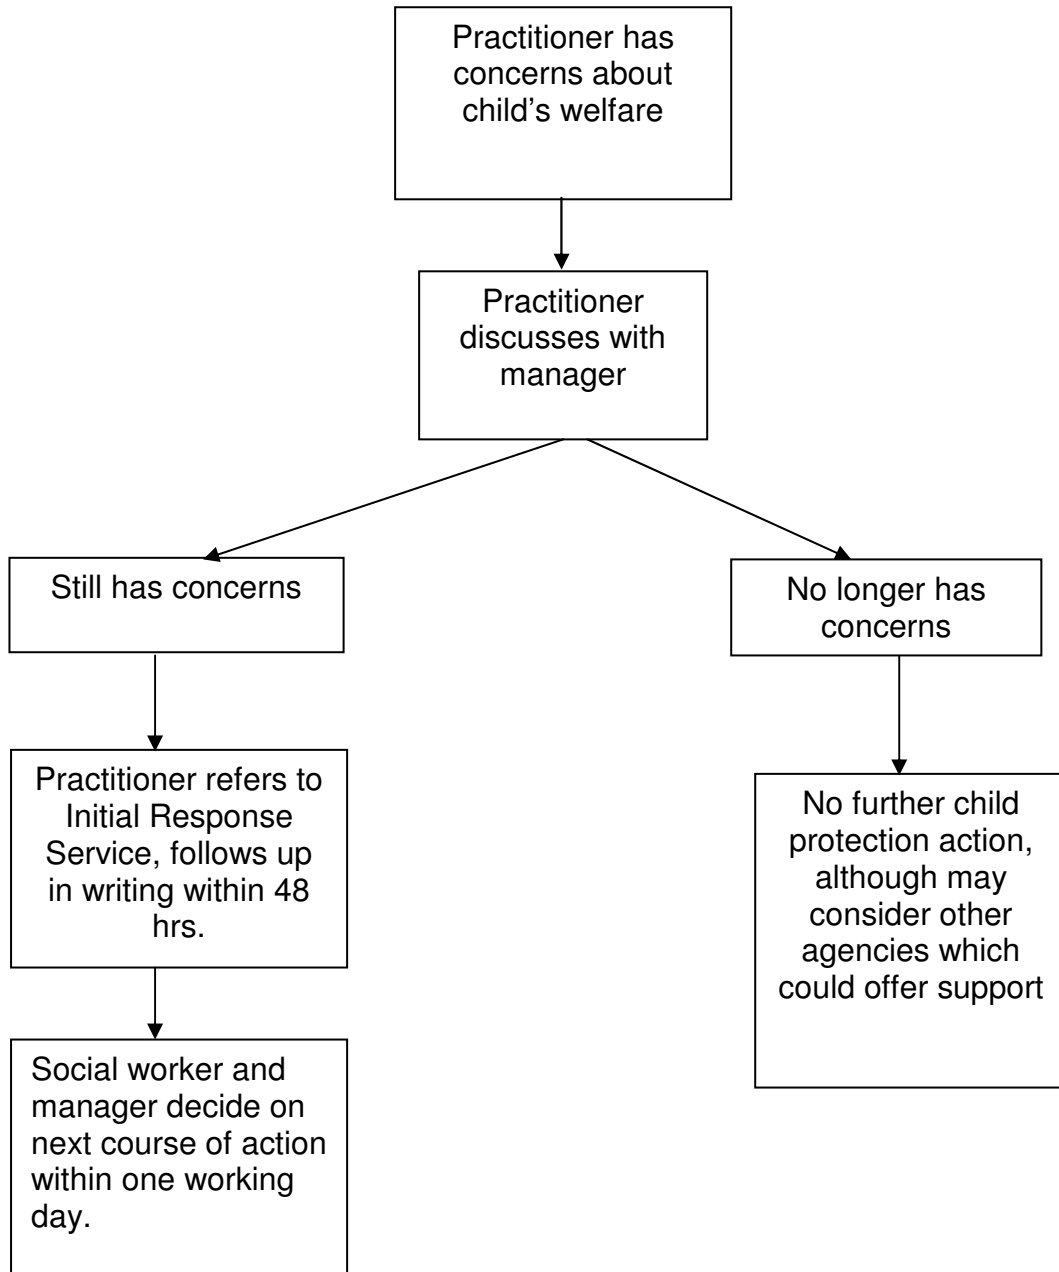 Practitioner has
concerns about
child’s welfare
Practitioner
discusses with
manager
Still has concerns
No longer has
concerns
Practitioner refers to
Initial Response
Service, follows up
in writing within 48
hrs.
No further child
protection action,
although may
consider other
agencies which
could offer support
Social worker and
manager decide on
next course of action
within one working
day.